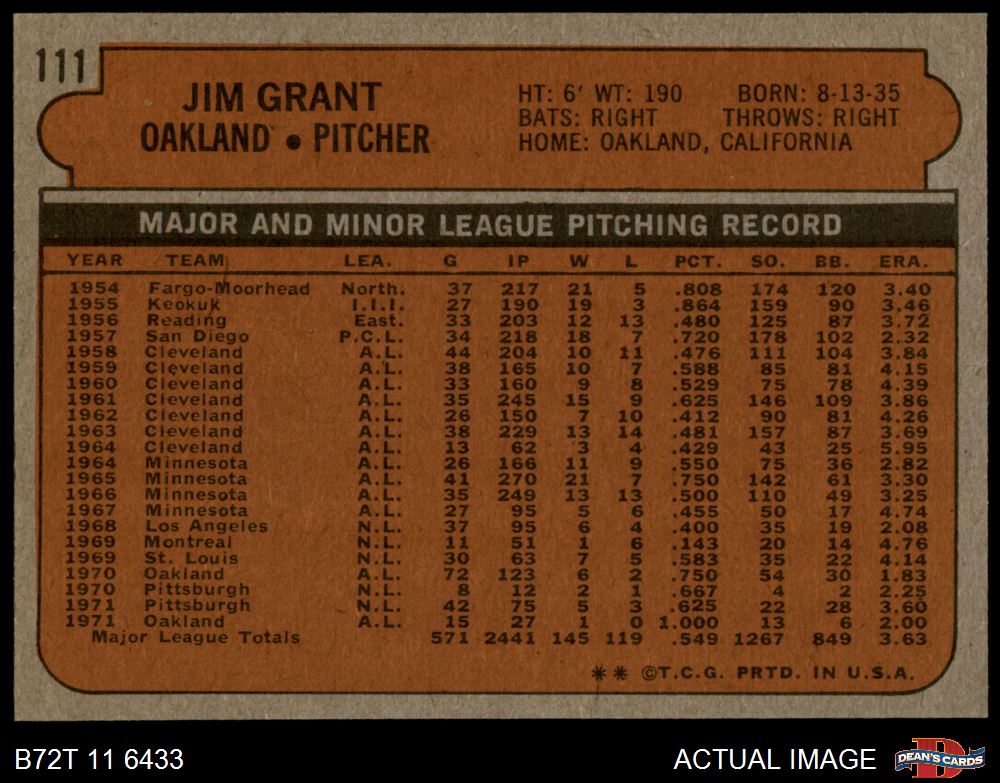 111
JIM GRANT
OAKLAND • PITCHER
HT: 6' WT: 190 BORN: 8-13-35
BATS: RIGHT THROWS: RIGHT
HOME: OAKLAND, CALIFORNIA
MAJOR AND MINOR LEAGUE PITCHING RECORD
YEAR TEAM LEA. G IP W L PCT. SO. BB. ERA.
1954 Fargo-Moorhead North. 37 217 21 5 .808 174 120 3.40
1955 Keokuk I.I.I. 27 190 19 3 .864 159 90 3.46
1956 Reading East. 33 203 12 13 .480 125 87 3.72
1957 San Diego P.C.L. 34 218 18 7 .720 178 102 2.32
1958 Cleveland A.L. 44 204 10 11 .476 111 104 3.84
1959 Cleveland A.L. 38 165 10 7 .588 85 81 4.15
1960 Cleveland A.L. 33 160 9 8 .529 75 78 4.39
1961 Cleveland A.L. 35 245 15 9 .625 146 109 3.86
1962 Cleveland A.L. 26 150 7 10 .412 90 81 4.26
1963 Cleveland A.L. 38 229 13 14 .481 157 87 3.69
1964 Cleveland A.L. 13 62 3 4 .429 43 25 5.95
1964 Minnesota A.L. 26 166 11 9 .550 75 36 2.82
1965 Minnesota A.L. 41 270 21 7 .750 142 61 3.30
1966 Minnesota A.L. 35 249 13 13 .500 110 49 3.25
1967 Minnesota A.L. 27 95 5 6 .455 50 17 4.74
1968 Los Angeles N.L. 37 95 6 4 .400 35 19 2.08
1969 Montreal N.L. 11 51 1 6 .143 20 14 4.76
1969 St. Louis N.L. 30 63 7 5 .583 35 22 4.14
1970 Oakland A.L. 72 123 6 2 .750 54 30 1.83
1970 Pittsburgh N.L. 8 12 2 1 .667 4 2 2.25
1971 Pittsburgh N.L. 42 75 5 3 .625 22 28 3.60
1971 Oakland A.L. 15 27 1 0 1.000 13 6 2.00
Major League Totals 571 2441 145 119 .549 1267 849 3.63
** ©T.C.G. PRTD. IN U.S.A.
B72T 11 6433 ACTUAL IMAGE D DEAN'S CARDS